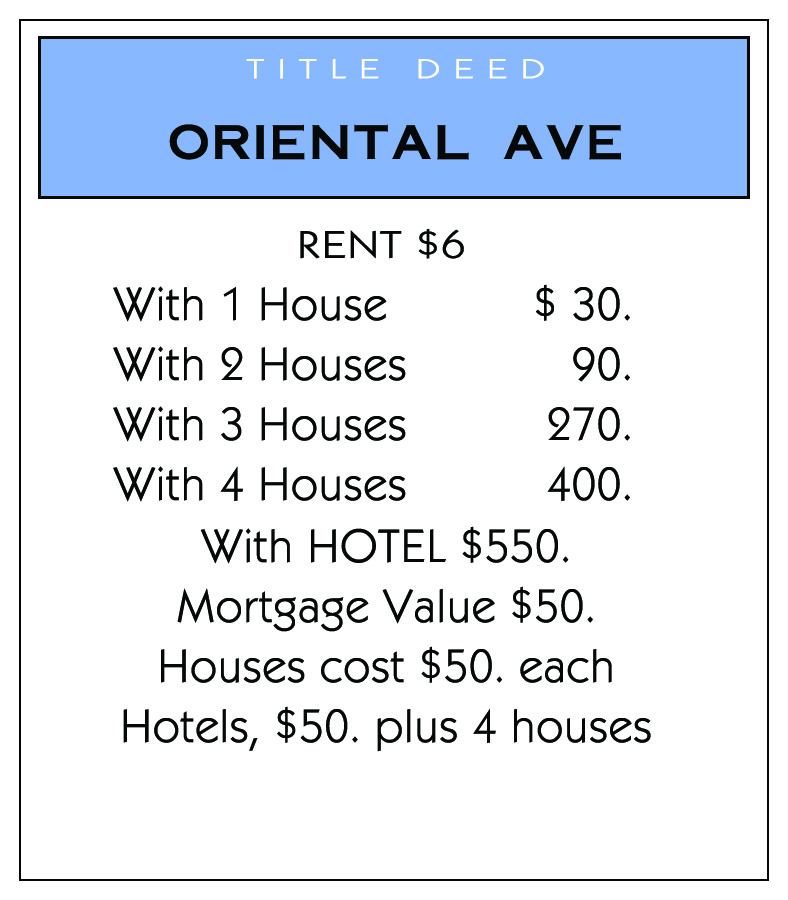 TITLE DEED
ORIENTAL AVE
RENT $6
With 1 House $ 30.
With 2 Houses 90.
With 3 Houses 270.
With 4 Houses 400.
With HOTEL $550.
Mortgage Value $50.
Houses cost $50. each
Hotels, $50. plus 4 houses